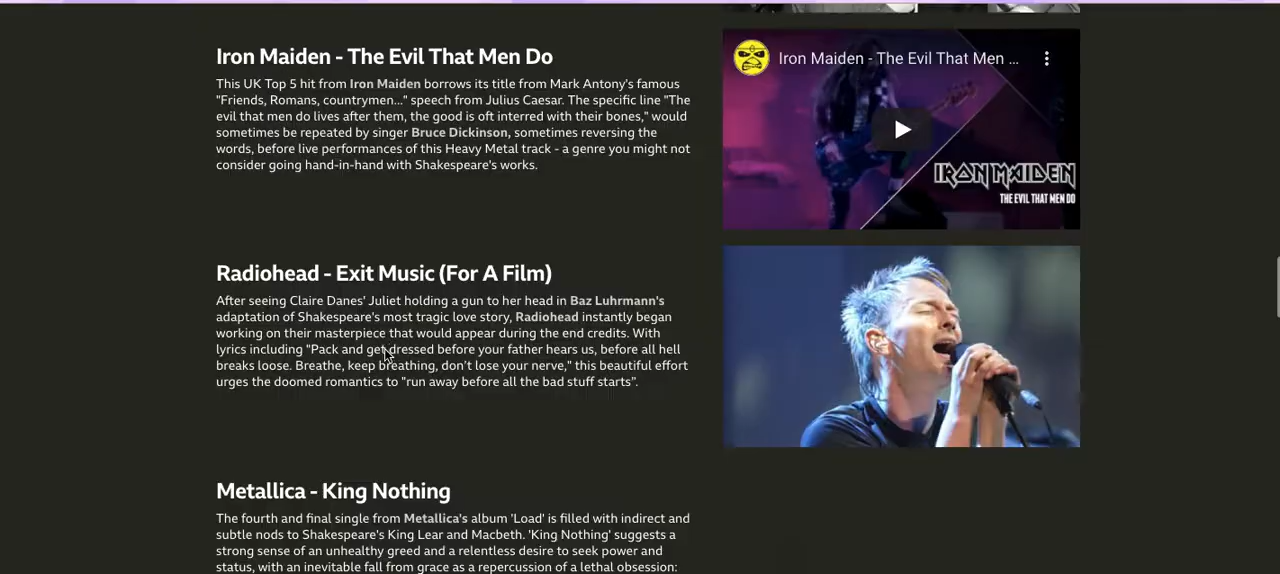 Iron Maiden - The Evil That Men Do
This UK Top 5 hit from Iron Maiden borrows its title from Mark Antony's famous
"Friends, Romans, countrymen..." speech from Julius Caesar. The specific line "The
evil that men do lives after them, the good is oft interred with their bones," would
sometimes be repeated by singer Bruce Dickinson, sometimes reversing the
words, before live performances of this Heavy Metal track - a genre you might not
consider going hand-in-hand with Shakespeare's works.
Iron Maiden - The Evil That Men ...
IRON MAIDEN
THE EVIL THAT MEN DO
Radiohead - Exit Music (For A Film)
After seeing Claire Danes' Juliet holding a gun to her head in Baz Luhrmann's
adaptation of Shakespeare's most tragic love story, Radiohead instantly began
working on their masterpiece that would appear during the end credits. With
lyrics including "Pack and get dressed before your father hears us, before all hell
breaks loose. Breathe, keep breathing, don't lose your nerve," this beautiful effort
urges the doomed romantics to "run away before all the bad stuff starts".
Metallica - King Nothing
The fourth and final single from Metallica's album 'Load' is filled with indirect and
subtle nods to Shakespeare's King Lear and Macbeth. 'King Nothing' suggests a
strong sense of an unhealthy greed and a relentless desire to seek power and
status, with an inevitable fall from grace as a repercussion of a lethal obsession: